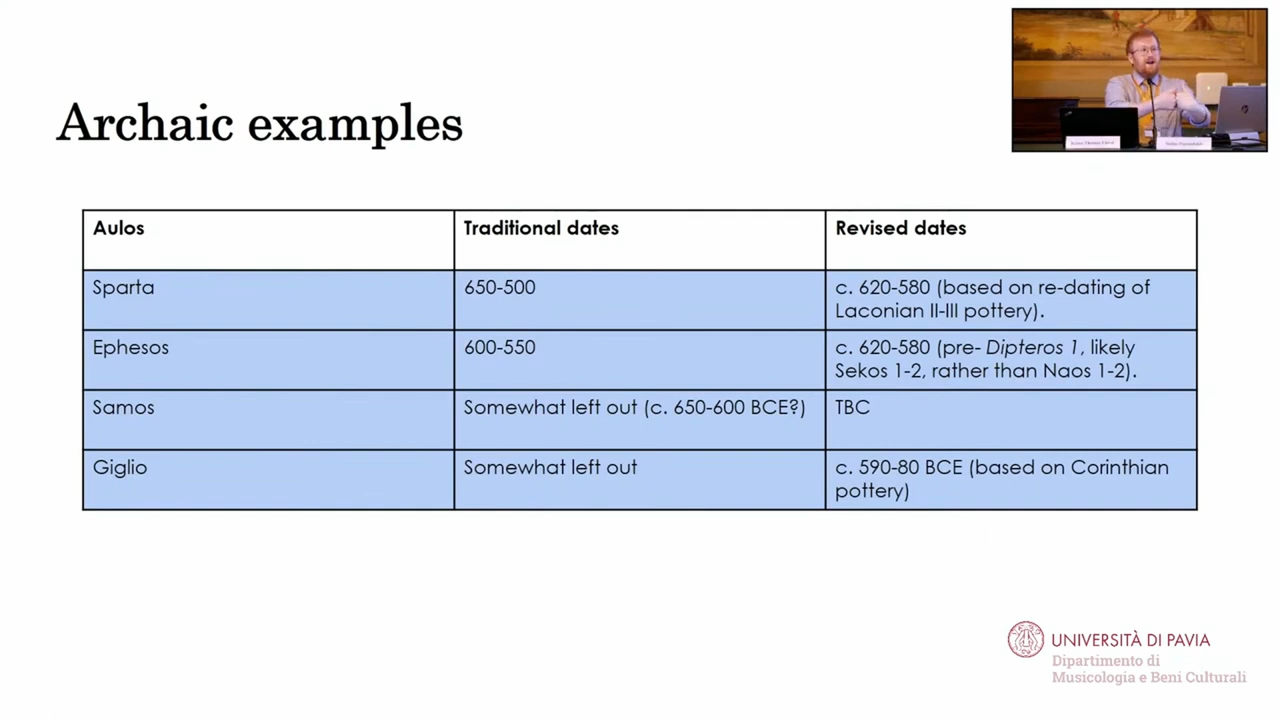 Archaic examples
Aulos
Traditional dates
Revised dates
Sparta
650-500
c. 620-580 (based on re-dating of
Laconian II-III pottery).
Ephesos
600-550
c. 620-580 (pre- Dipteros 1, likely
Sekos 1-2, rather than Naos 1-2).
Samos
Somewhat left out (c. 650-600 BCE?)
TBC
Giglio
Somewhat left out
c. 590-80 BCE (based on Corinthian
pottery)
UNIVERSITÀ DI PAVIA
Dipartimento di
Musicologia e Beni Culturali